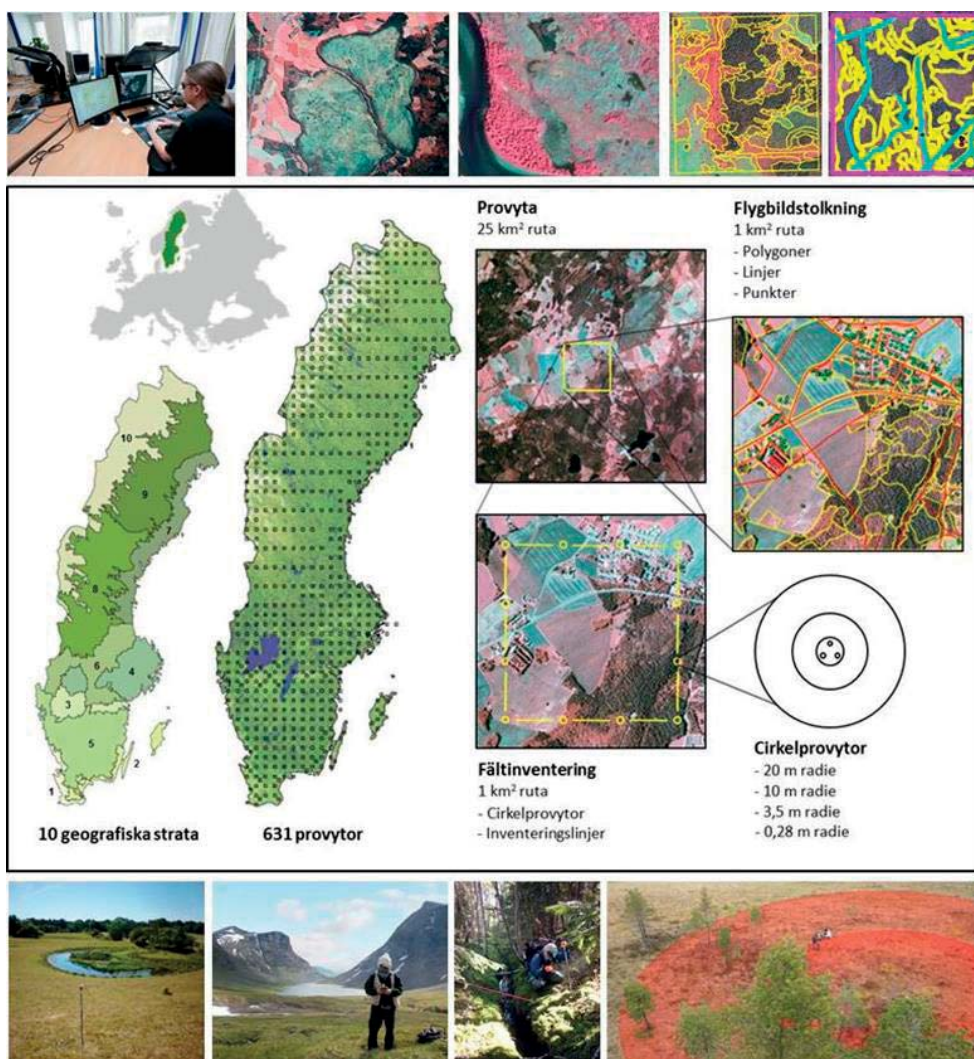 Provyta
25 km² ruta
Flygbildstolkning
1 km² ruta
- Polygoner
- Linjer
- Punkter
10
9
7
8
6
4
3
5
2
1
10 geografiska strata
631 provytor
Fältinventering
1 km² ruta
- Cirkelprovytor
- Inventeringslinjer
Cirkelprovytor
- 20 m radie
- 10 m radie
- 3,5 m radie
- 0,28 m radie